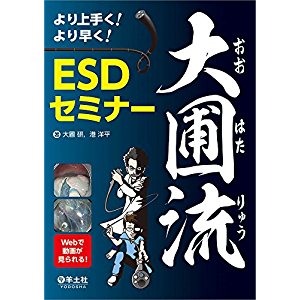 より上手く!
より早く!
ESD
セミナー
大圃流
おお
はた
りゅう
著 大圃 研, 港 洋平
Webで
動画が
見られる!
羊土社
YODOSHA